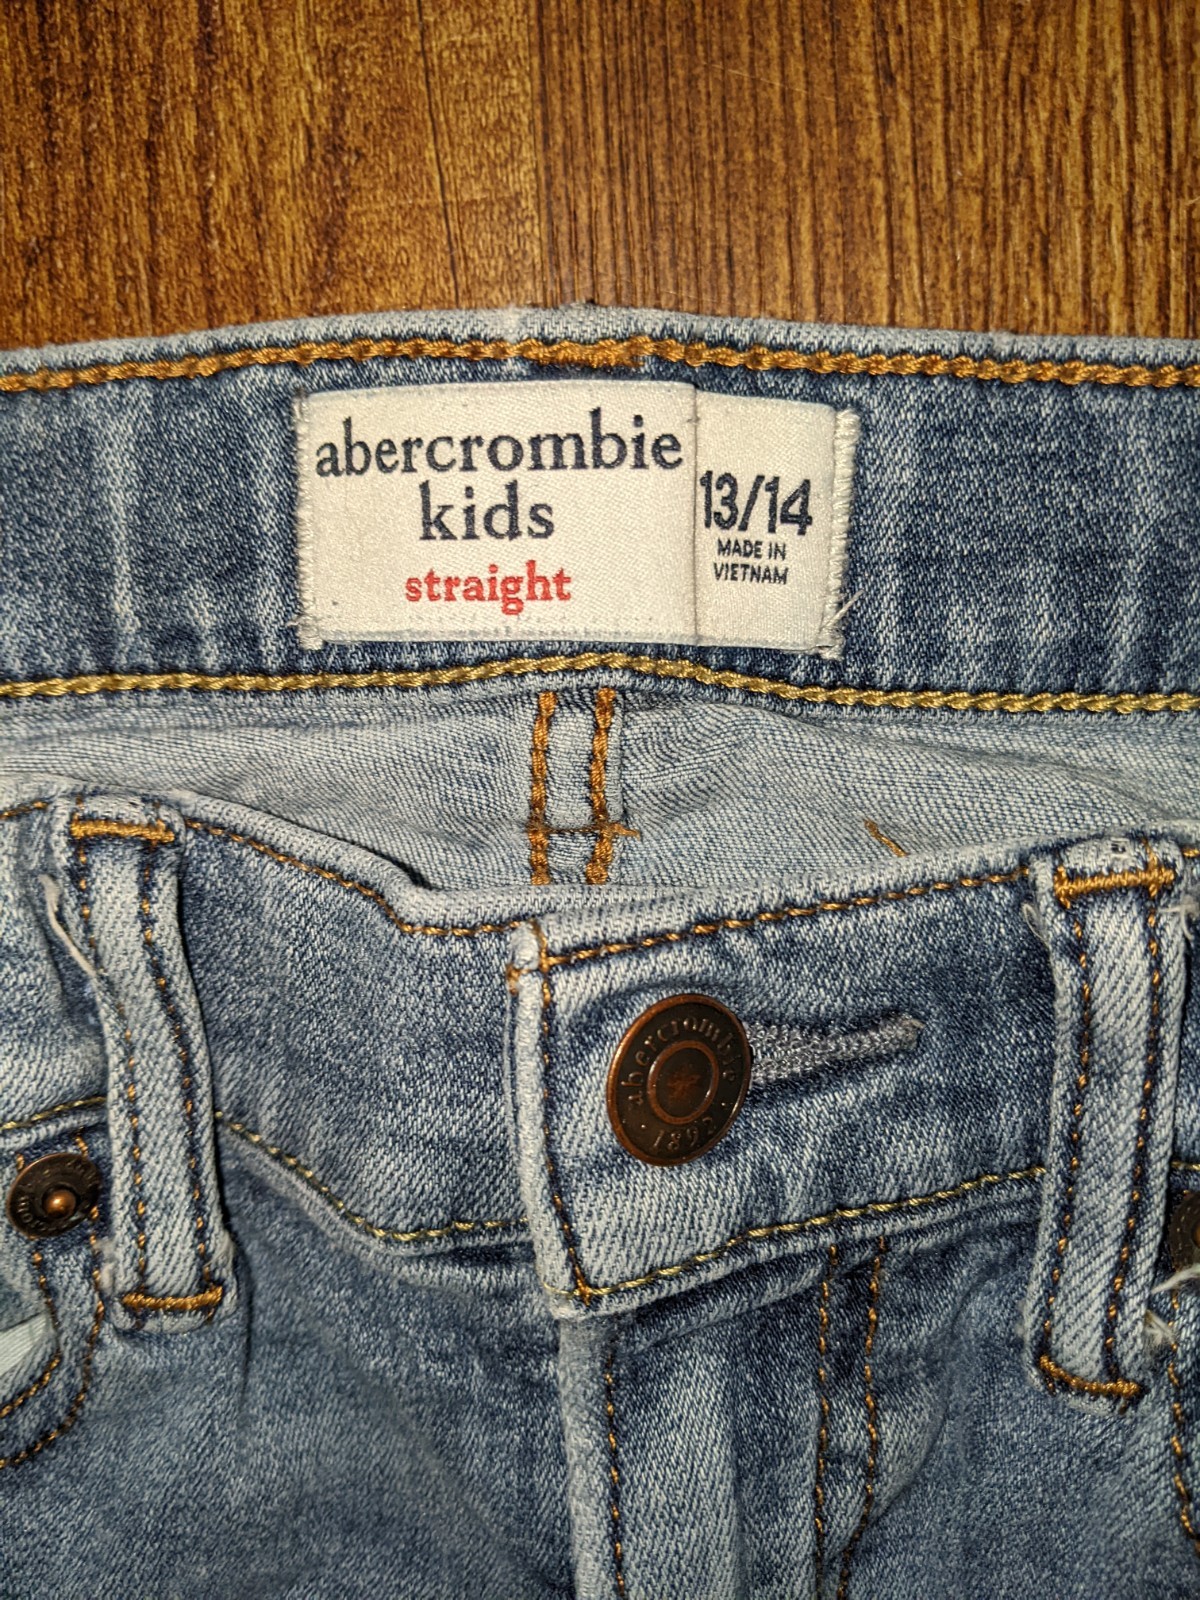 abercrombie
kids
straight
13/14
MADE IN
VIETNAM
abercrombie
1892